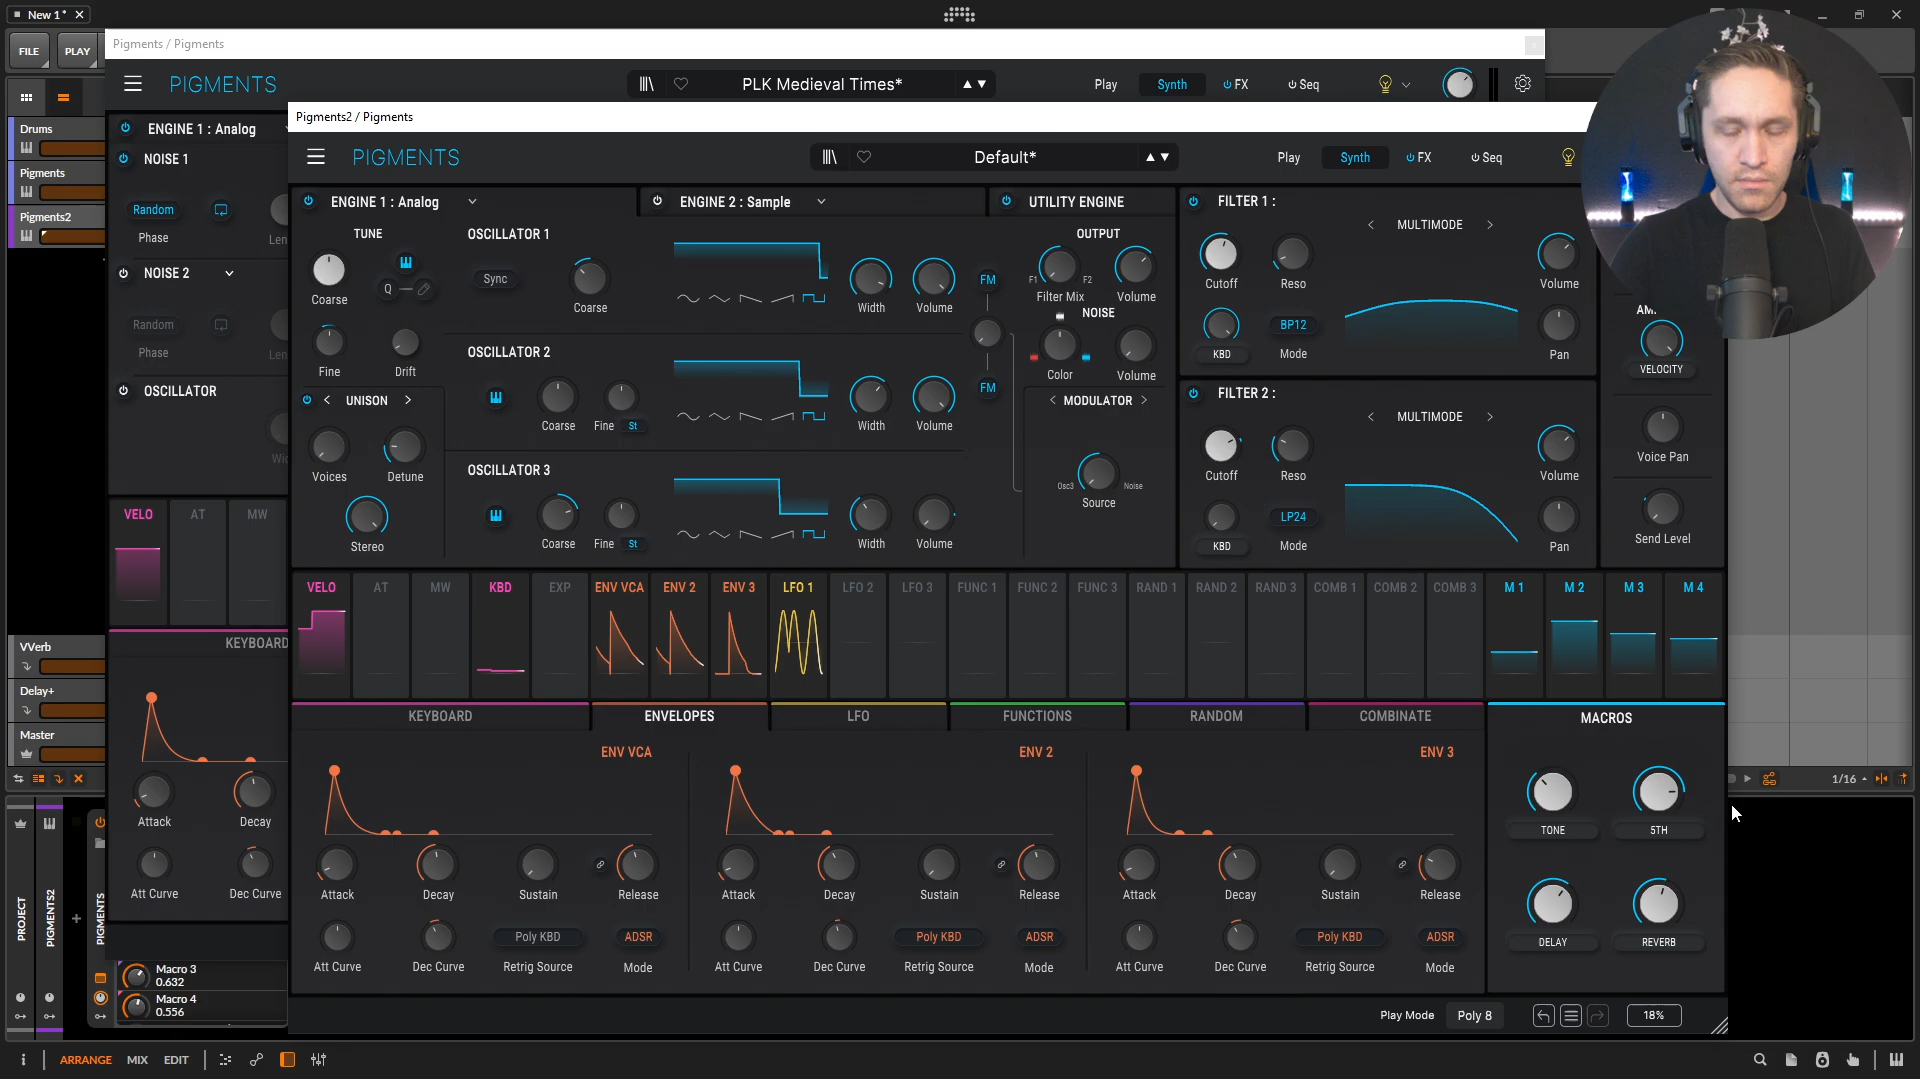 New 1*
FILE
PLAY
Pigments / Pigments
PIGMENTS
PLK Medieval Times*
Play
Synth
FX
Seq
Drums
Pigments
Pigments2
VVerb
Delay+
Master
ENGINE 1 : Analog
NOISE 1
Random
Phase
Len
NOISE 2
Random
Phase
Len
OSCILLATOR
VELO
AT
MW
KEYBOARD
Attack
Decay
Att Curve
Dec Curve
PROJECT
PIGMENTS2
PIGMENTS
Macro 3
0.632
Macro 4
0.556
Pigments2 / Pigments
PIGMENTS
Default*
Play
Synth
FX
Seq
ENGINE 1 : Analog
ENGINE 2 : Sample
UTILITY ENGINE
TUNE
Coarse
Q
Fine
Drift
UNISON
Voices
Detune
Stereo
OSCILLATOR 1
Sync
Coarse
Width
Volume
FM
OSCILLATOR 2
Coarse
Fine
St
Width
Volume
FM
OSCILLATOR 3
Coarse
Fine
St
Width
Volume
OUTPUT
F1
F2
Filter Mix
Volume
NOISE
Color
Volume
MODULATOR
Osc3
Noise
Source
FILTER 1 :
MULTIMODE
Cutoff
Reso
Volume
KBD
BP12
Mode
Pan
FILTER 2 :
MULTIMODE
Cutoff
Reso
Volume
KBD
LP24
Mode
Pan
VELOCITY
Voice Pan
Send Level
VELO
AT
MW
KBD
EXP
ENV VCA
ENV 2
ENV 3
LFO 1
LFO 2
LFO 3
FUNC 1
FUNC 2
FUNC 3
RAND 1
RAND 2
RAND 3
COMB 1
COMB 2
COMB 3
M 1
M 2
M 3
M 4
KEYBOARD
ENVELOPES
LFO
FUNCTIONS
RANDOM
COMBINATE
MACROS
ENV VCA
Attack
Decay
Sustain
Release
Att Curve
Dec Curve
Poly KBD
Retrig Source
ADSR
Mode
ENV 2
Attack
Decay
Sustain
Release
Att Curve
Dec Curve
Poly KBD
Retrig Source
ADSR
Mode
ENV 3
Attack
Decay
Sustain
Release
Att Curve
Dec Curve
Poly KBD
Retrig Source
ADSR
Mode
TONE
5TH
DELAY
REVERB
Play Mode
Poly 8
18%
1/16
ARRANGE
MIX
EDIT